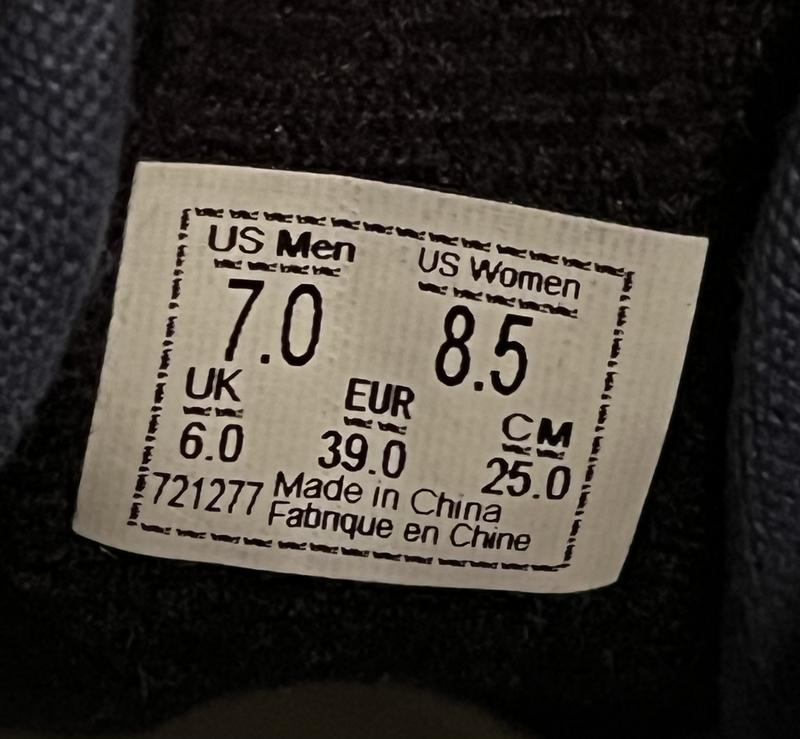 US Men US Women
7.0 8.5
UK EUR CM
6.0 39.0 25.0
721277 Made in China
Fabrique en Chine